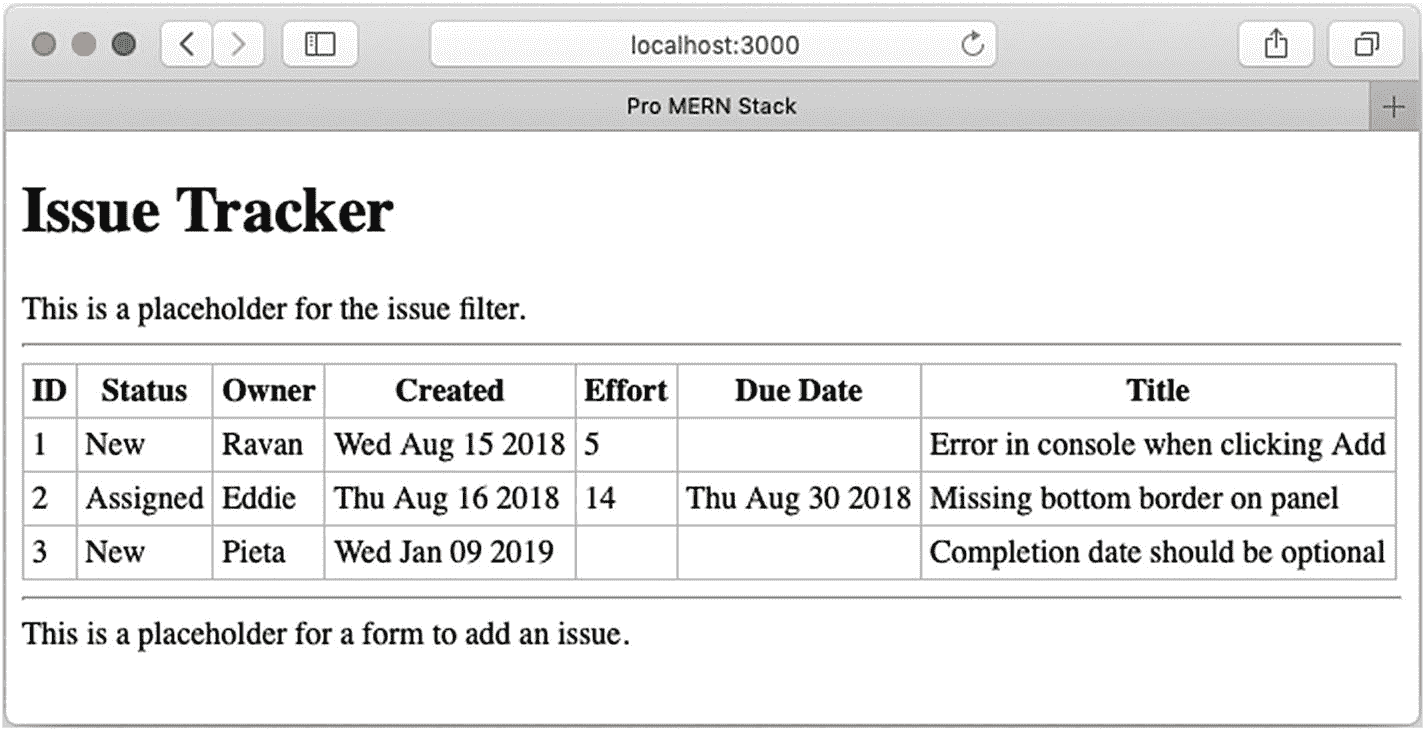 localhost:3000
Pro MERN Stack
Issue Tracker
This is a placeholder for the issue filter.
ID Status Owner Created Effort Due Date Title
1 New Ravan Wed Aug 15 2018 5 Error in console when clicking Add
2 Assigned Eddie Thu Aug 16 2018 14 Thu Aug 30 2018 Missing bottom border on panel
3 New Pieta Wed Jan 09 2019 Completion date should be optional
This is a placeholder for a form to add an issue.